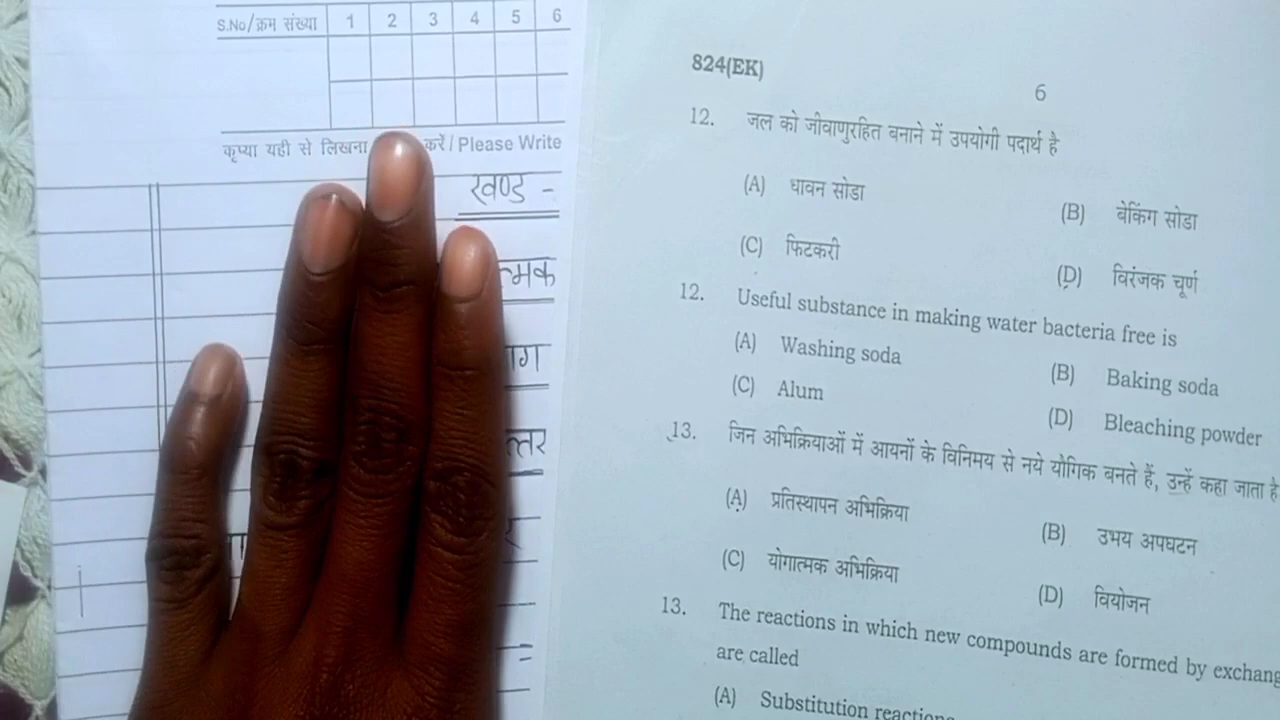 S.No/क्रम संख्या 1 2 3 4 5 6
कृप्या यही से लिखना करें / Please Write
खण्ड -
त्मक
824(EK)
6
12. जल को जीवाणुरहित बनाने में उपयोगी पदार्थ है
(A) धावन सोडा
(B) बेकिंग सोडा
(C) फिटकरी
(D) विरंजक चूर्ण
12. Useful substance in making water bacteria free is
(A) Washing soda
(B) Baking soda
(C) Alum
(D) Bleaching powder
13. जिन अभिक्रियाओं में आयनों के विनिमय से नये यौगिक बनते हैं, उन्हें कहा जाता है
(A) प्रतिस्थापन अभिक्रिया
(B) उभय अपघटन
(C) योगात्मक अभिक्रिया
(D) वियोजन
13. The reactions in which new compounds are formed by exchang
are called
(A) Substitution reactions